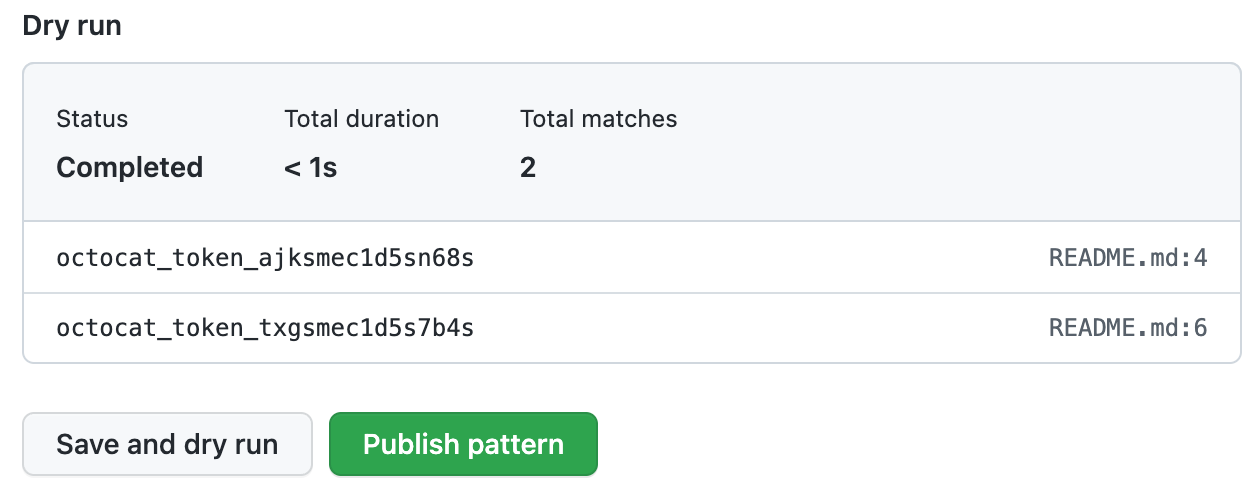 Dry run
Status Total duration Total matches
Completed < 1s 2
octocat_token_ajksmec1d5sn68s README.md:4
octocat_token_txgsmec1d5s7b4s README.md:6
Save and dry run Publish pattern